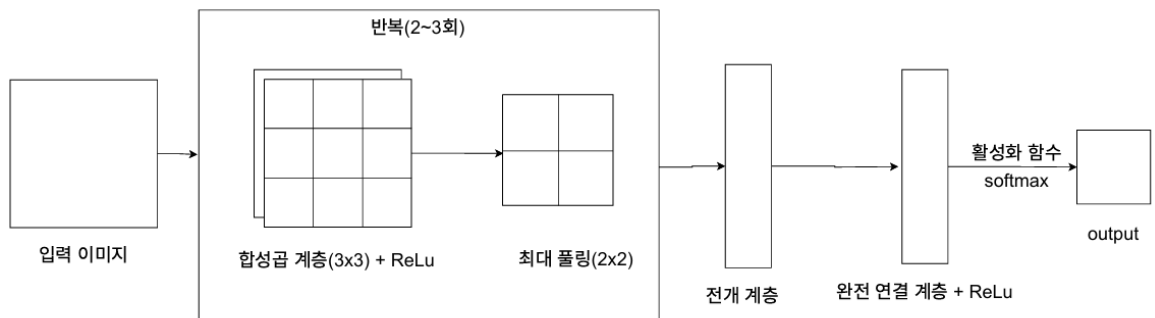 반복(2~3회)
입력 이미지
합성곱 계층(3x3) + ReLu
최대 풀링(2x2)
전개 계층
완전 연결 계층 + ReLu
활성화 함수
softmax
output